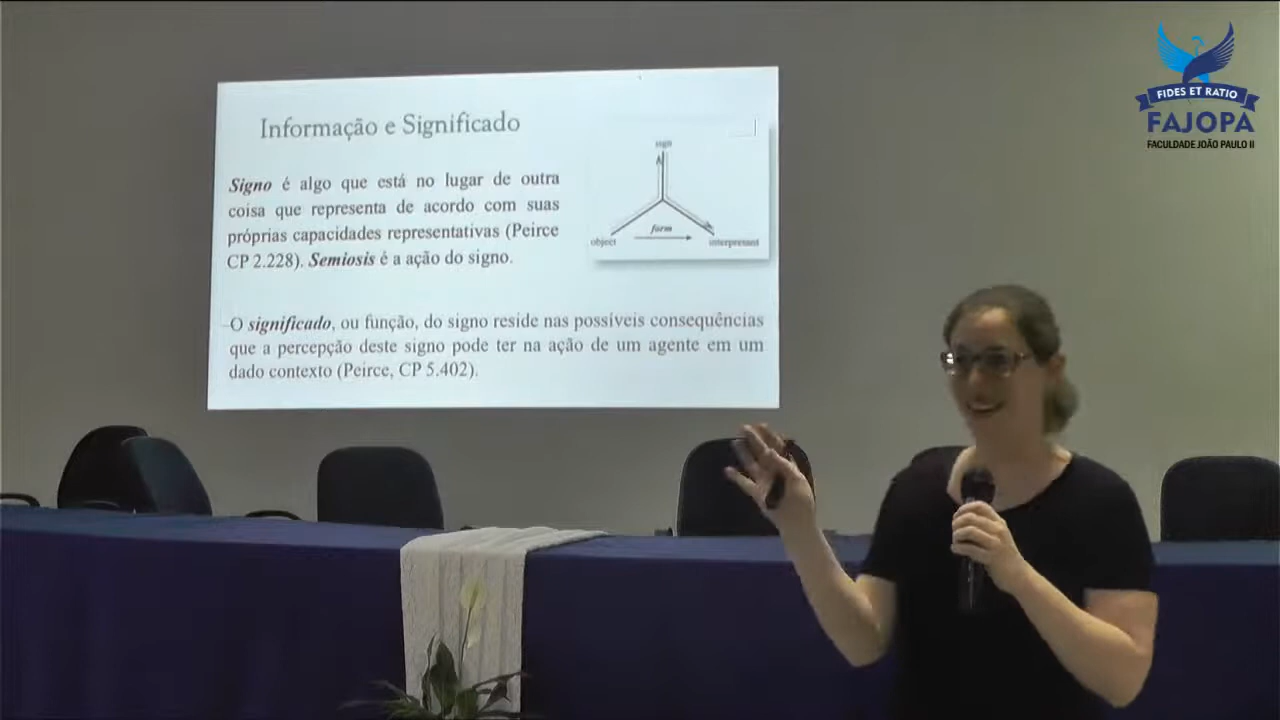 Informação e Significado
Signo é algo que está no lugar de outra
coisa que representa de acordo com suas
próprias capacidades representativas (Peirce
CP 2.228). Semiosis é a ação do signo.
sign
form
object
interpretant
O significado, ou função, do signo reside nas possíveis consequências
que a percepção deste signo pode ter na ação de um agente em um
dado contexto (Peirce, CP 5.402).
FIDES ET RATIO
FAJOPA
FACULDADE JOÃO PAULO II